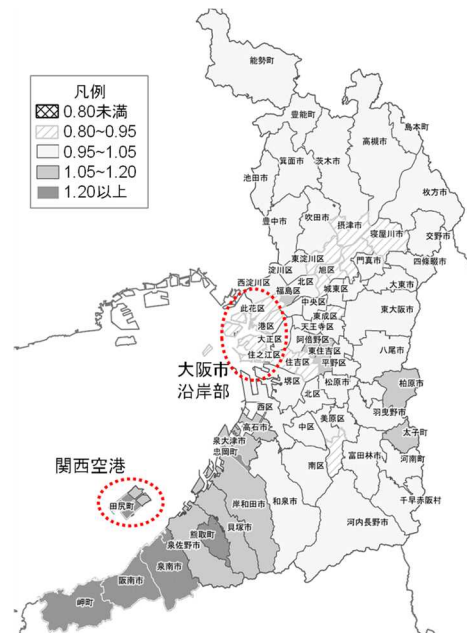 凡例
0.80未満
0.80~0.95
0.95~1.05
1.05~1.20
1.20以上
能勢町
豊能町
島本町
高槻市
箕面市
茨木市
池田市
枚方市
豊中市
吹田市
摂津市
寝屋川市
交野市
東淀川区
淀川区
旭区
門真市
四條畷市
西淀川区
北区
城東区
大東市
福島区
此花区
中央区
東成区
東大阪市
港区
天王寺区
大正区
阿倍野区
東住吉区
住之江区
住吉区
平野区
八尾市
大阪市
沿岸部
堺区
松原市
柏原市
北区
西区
羽曳野市
美原区
中区
太子町
高石市
泉大津市
忠岡町
南区
富田林市
河南町
関西空港
千早赤阪村
田尻町
岸和田市
和泉市
河内長野市
貝塚市
熊取町
泉佐野市
泉南市
阪南市
岬町